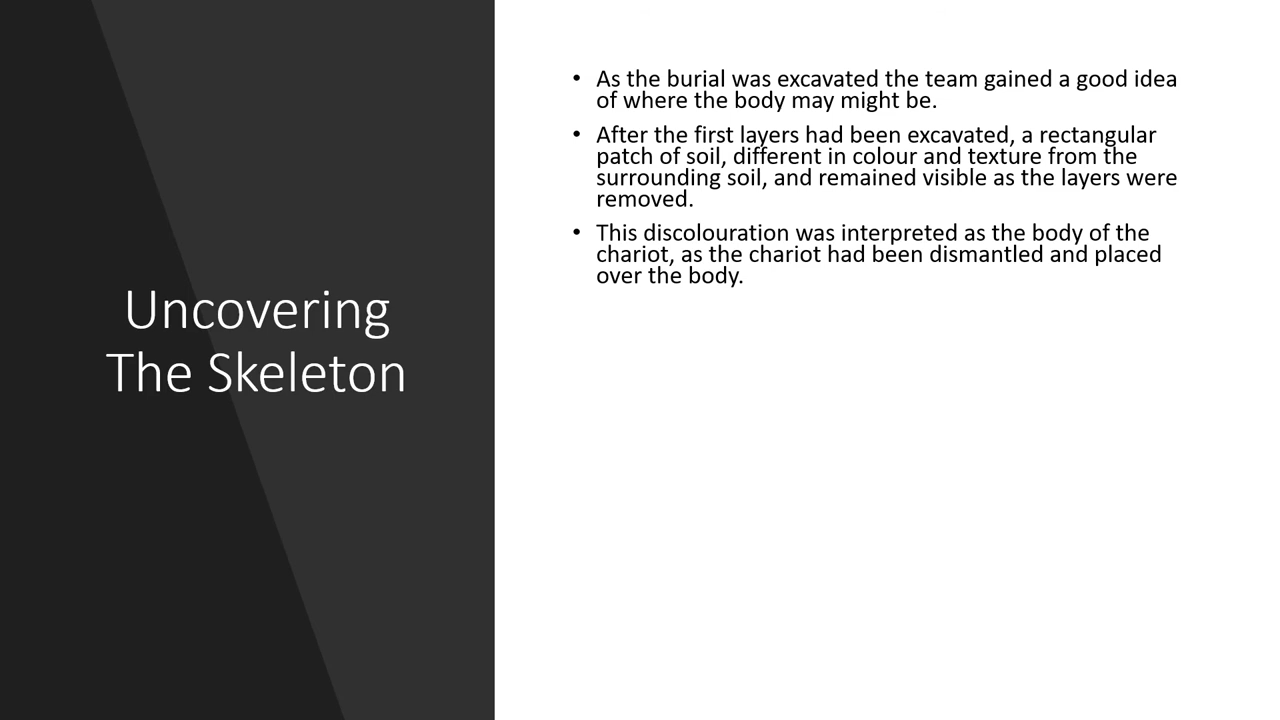 Uncovering
The Skeleton
• As the burial was excavated the team gained a good idea
of where the body may might be.
• After the first layers had been excavated, a rectangular
patch of soil, different in colour and texture from the
surrounding soil, and remained visible as the layers were
removed.
• This discolouration was interpreted as the body of the
chariot, as the chariot had been dismantled and placed
over the body.